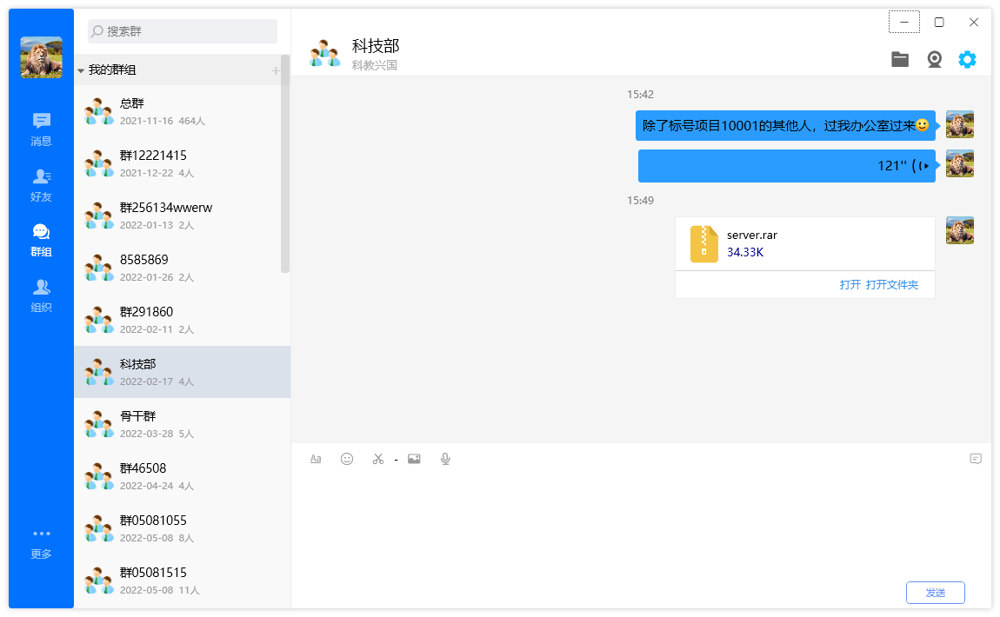 搜索群
我的群组
消息
好友
群组
组织
更多
总群
2021-11-16 464人
群12221415
2021-12-22 4人
群256134wwerw
2022-01-13 2人
8585869
2022-01-26 2人
群291860
2022-02-11 2人
科技部
2022-02-17 4人
骨干群
2022-03-28 5人
群46508
2022-04-24 4人
群05081055
2022-05-08 8人
群05081515
2022-05-08 11人
科技部
科教兴国
15:42
除了标号项目10001的其他人，过我办公室过来🙂
121''
15:49
server.rar
34.33K
打开 打开文件夹
Aa
发送